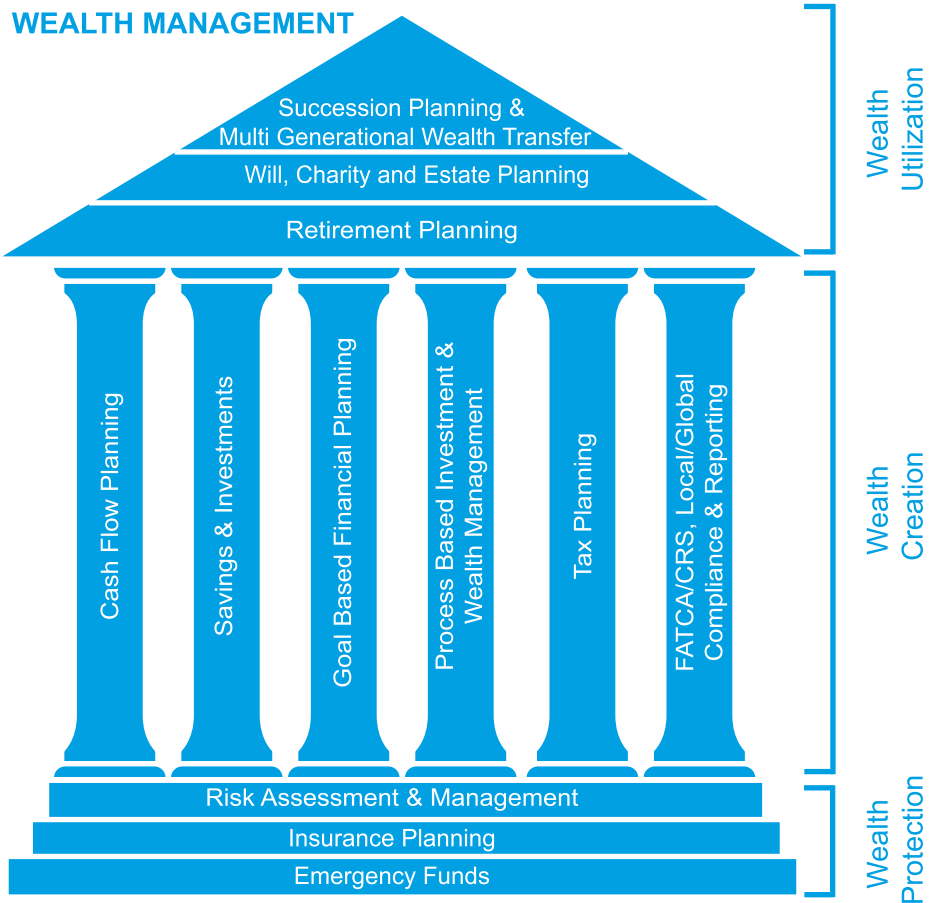 WEALTH MANAGEMENT
Succession Planning &
Multi Generational Wealth Transfer
Will, Charity and Estate Planning
Retirement Planning
Wealth
Utilization
Cash Flow Planning
Savings & Investments
Goal Based Financial Planning
Process Based Investment &
Wealth Management
Tax Planning
FATCA/CRS, Local/Global
Compliance & Reporting
Wealth
Creation
Risk Assessment & Management
Insurance Planning
Emergency Funds
Wealth
Protection